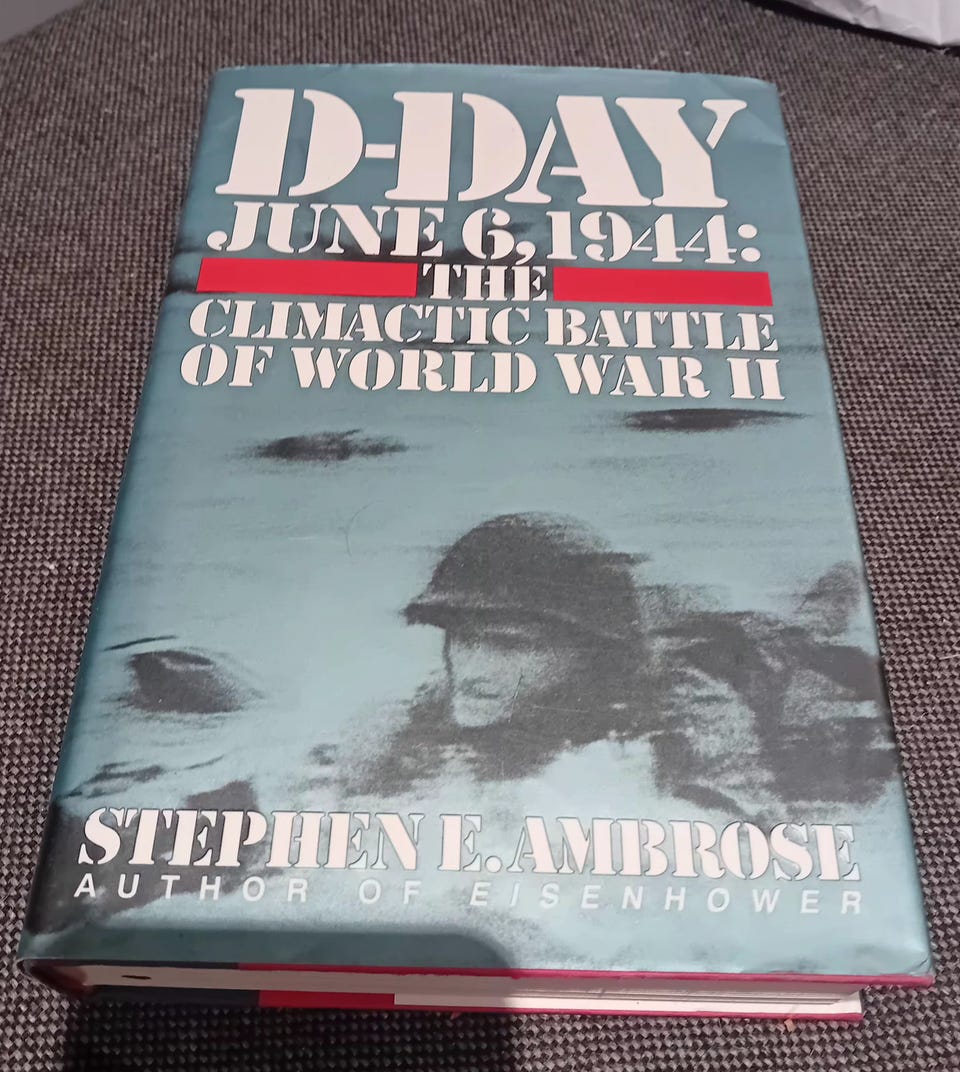 D-DAY
JUNE 6, 1944:
THE
CLIMACTIC BATTLE
OF WORLD WAR II
STEPHEN E. AMBROSE
AUTHOR OF EISENHOWER